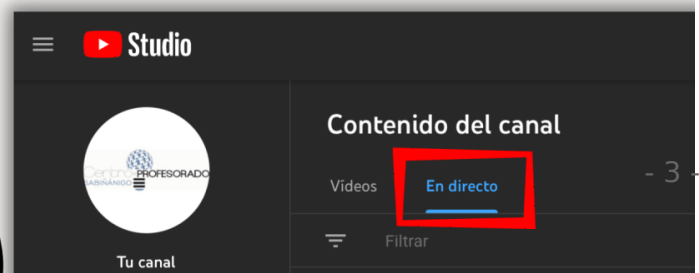 Studio
Contenido del canal
Vídeos
En directo
- 3 -
Centro PROFESORADO
SABIÑÁNIGO
Filtrar
Tu canal